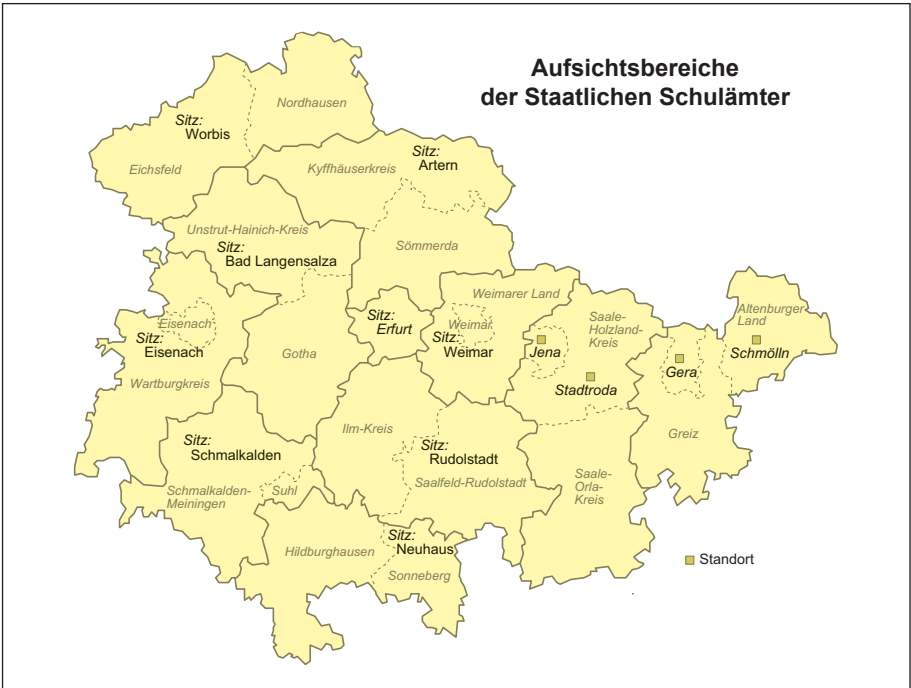 Aufsichtsbereiche
der Staatlichen Schulämter
Nordhausen
Sitz:
Worbis
Eichsfeld
Kyffhäuserkreis
Sitz:
Artern
Unstrut-Hainich-Kreis
Sitz:
Bad Langensalza
Sömmerda
Weimarer Land
Altenburger
Land
Saale-
Holzland-
Kreis
Eisenach
Sitz:
Eisenach
Wartburgkreis
Gotha
Sitz:
Erfurt
Weimar
Sitz:
Weimar
Jena
Stadtroda
Gera
Schmölln
Greiz
Ilm-Kreis
Sitz:
Schmalkalden
Schmalkalden-
Meiningen
Suhl
Sitz:
Rudolstadt
Saalfeld-Rudolstadt
Saale-
Orla-
Kreis
Hildburghausen
Sitz:
Neuhaus
Sonneberg
Standort